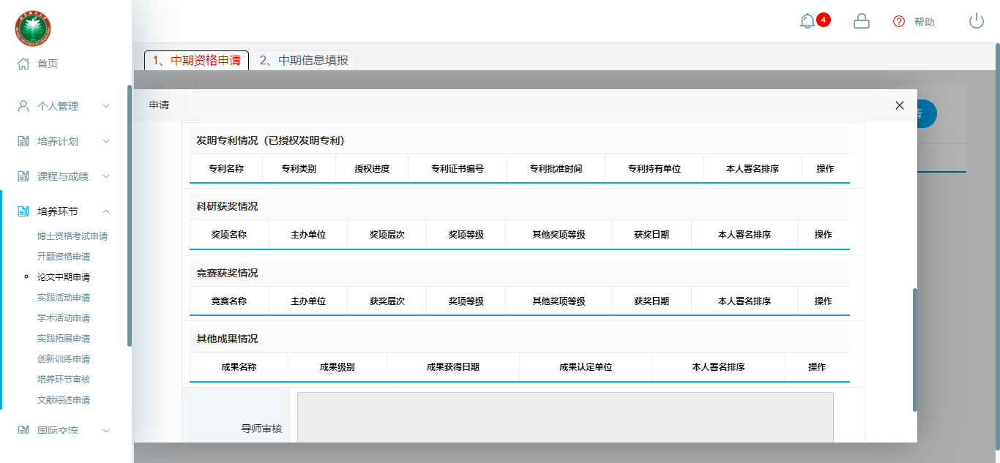 4
帮助
首页
个人管理
培养计划
课程与成绩
培养环节
博士资格考试申请
开题资格申请
论文中期申请
实践活动申请
学术活动申请
实践拓展申请
创新训练申请
培养环节审核
文献综述申请
国际交流
1、中期资格申请 2、中期信息填报
申请
发明专利情况（已授权发明专利）
专利名称 专利类别 授权进度 专利证书编号 专利批准时间 专利持有单位 本人署名排序 操作
科研获奖情况
奖项名称 主办单位 奖项层次 奖项等级 其他奖项等级 获奖日期 本人署名排序 操作
竞赛获奖情况
竞赛名称 主办单位 获奖层次 奖项等级 其他奖项等级 获奖日期 本人署名排序 操作
其他成果情况
成果名称 成果级别 成果获得日期 成果认定单位 本人署名排序 操作
导师审核